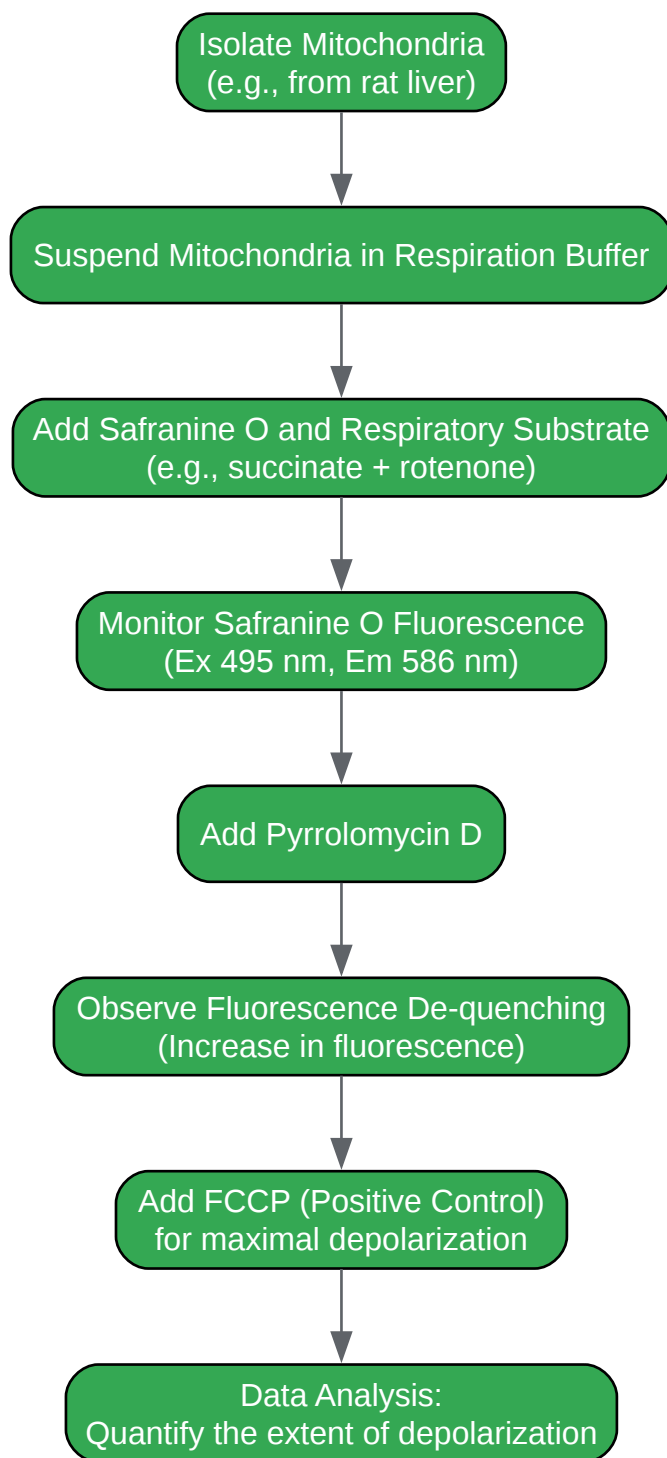 Isolate Mitochondria
(e.g., from rat liver)
Suspend Mitochondria in Respiration Buffer
Add Safranine O and Respiratory Substrate
(e.g., succinate + rotenone)
Monitor Safranine O Fluorescence
(Ex 495 nm, Em 586 nm)
Add Pyrrolomycin D
Observe Fluorescence De-quenching
(Increase in fluorescence)
Add FCCP (Positive Control)
for maximal depolarization
Data Analysis:
Quantify the extent of depolarization